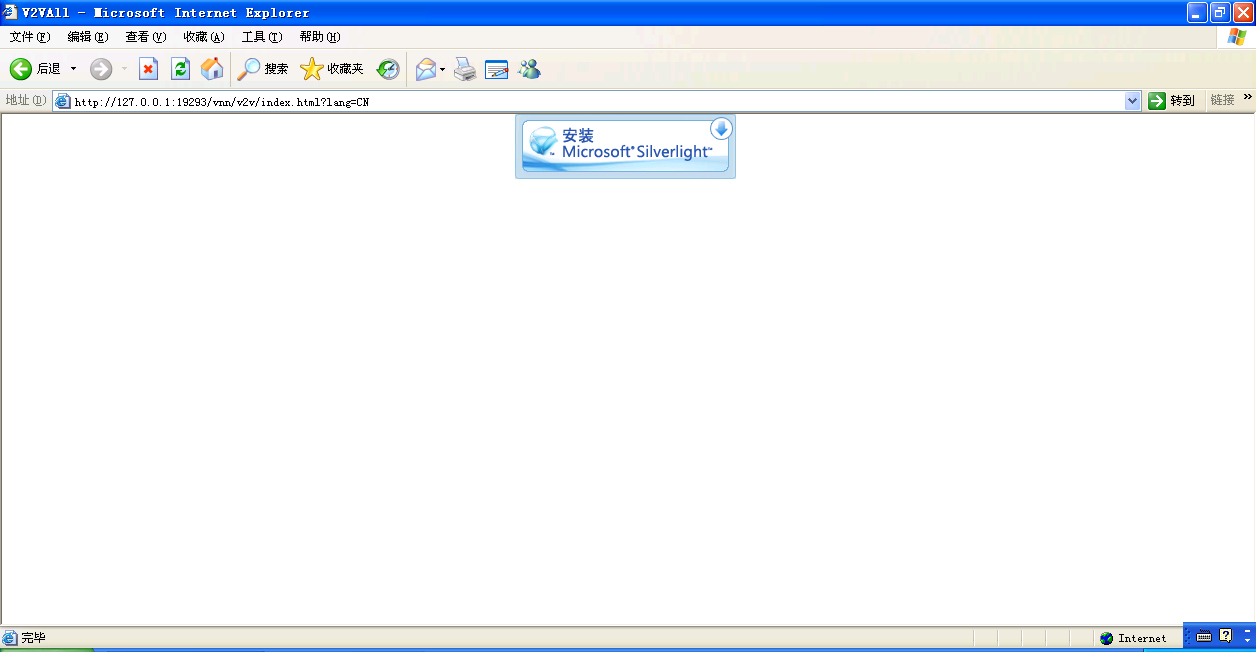 V2VAll - Microsoft Internet Explorer
文件(F) 编辑(E) 查看(V) 收藏(A) 工具(T) 帮助(H)
后退 搜索 收藏夹
地址(D) http://127.0.0.1:19293/vnn/v2v/index.html?lang=CN 转到 链接 »
安装
Microsoft® Silverlight™
完毕 Internet